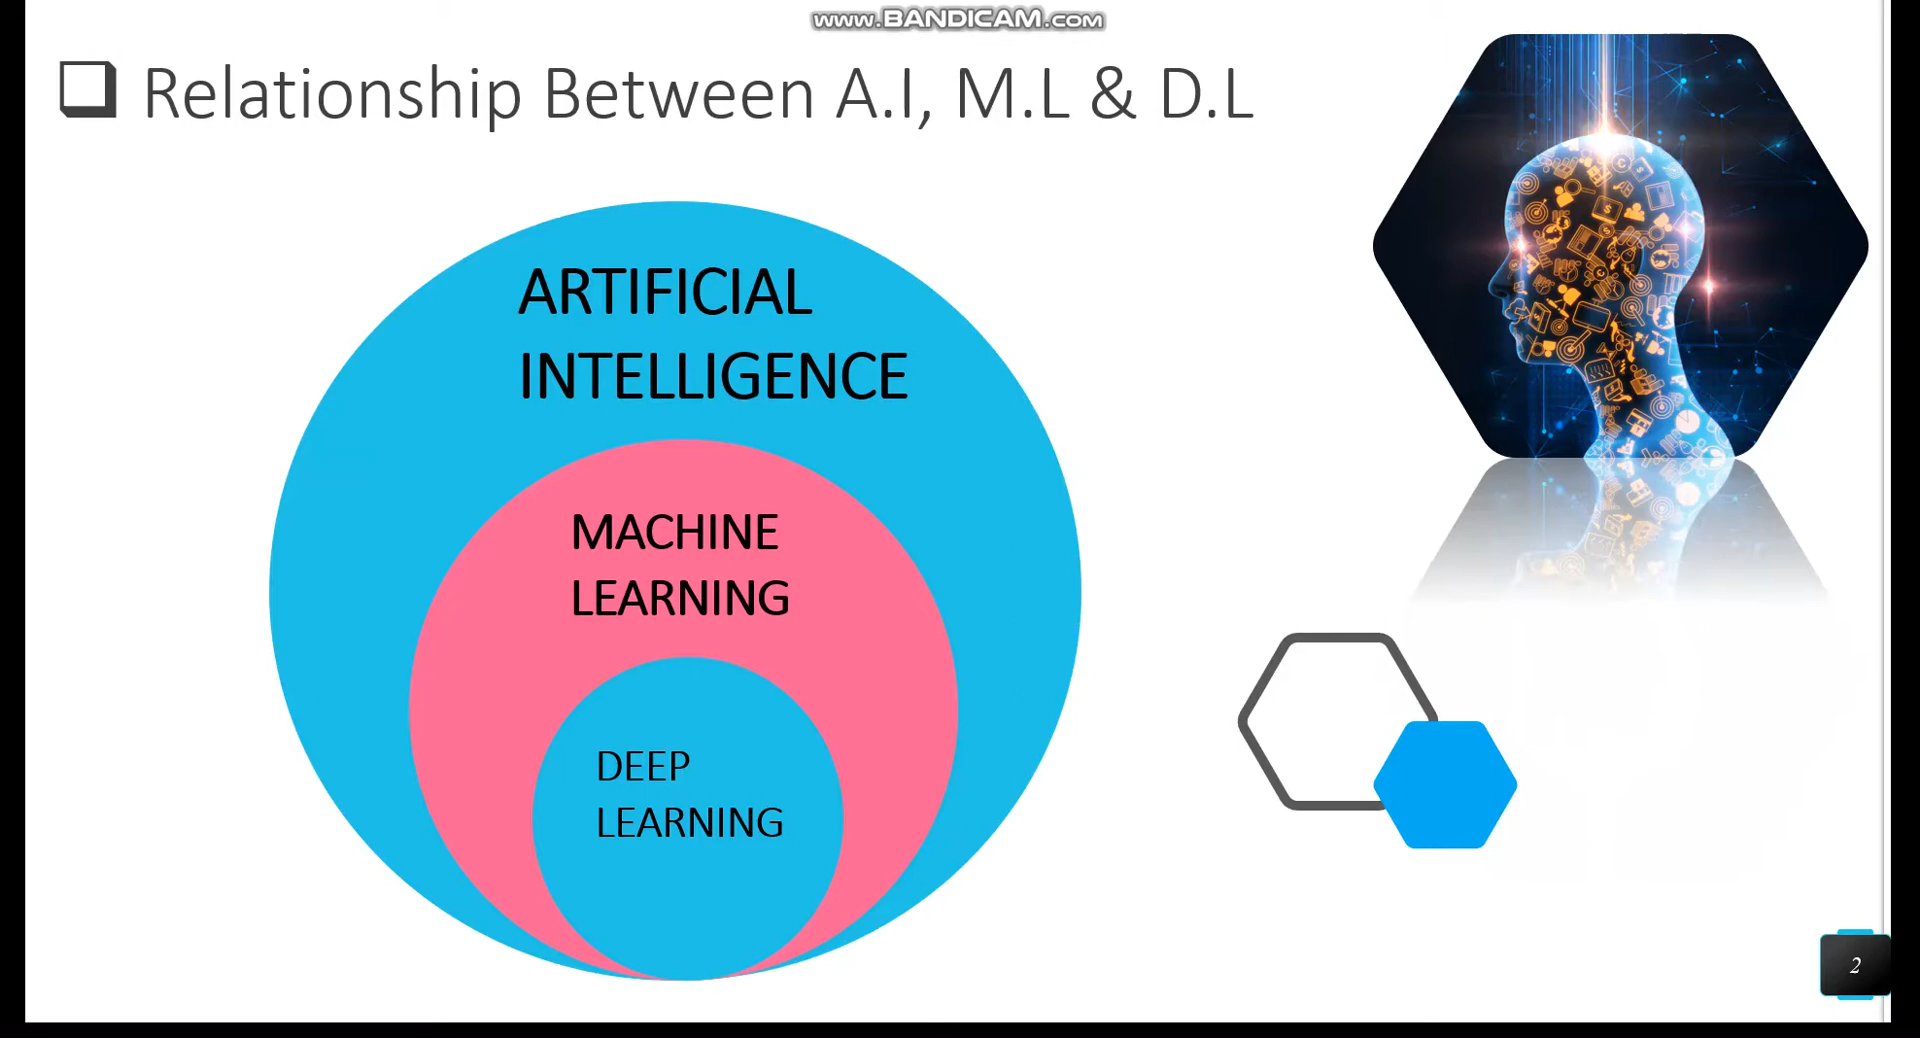 www.BANDICAM.com
Relationship Between A.I, M.L & D.L
ARTIFICIAL
INTELLIGENCE
MACHINE
LEARNING
DEEP
LEARNING
2